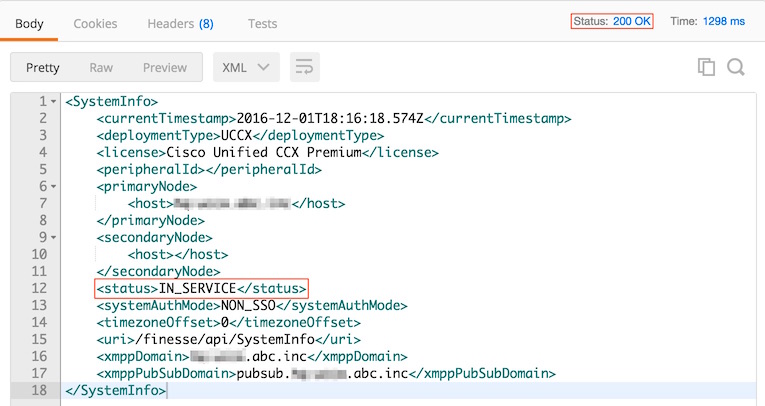 Body Cookies Headers (8) Tests Status: 200 OK Time: 1298 ms
Pretty Raw Preview XML
1 <SystemInfo>
2 <currentTimestamp>2016-12-01T18:16:18.574Z</currentTimestamp>
3 <deploymentType>UCCX</deploymentType>
4 <license>Cisco Unified CCX Premium</license>
5 <peripheralId></peripheralId>
6 <primaryNode>
7 <host></host>
8 </primaryNode>
9 <secondaryNode>
10 <host></host>
11 </secondaryNode>
12 <status>IN_SERVICE</status>
13 <systemAuthMode>NON_SSO</systemAuthMode>
14 <timezoneOffset>0</timezoneOffset>
15 <uri>/finesse/api/SystemInfo</uri>
16 <xmppDomain>.abc.inc</xmppDomain>
17 <xmppPubSubDomain>pubsub..abc.inc</xmppPubSubDomain>
18 </SystemInfo>